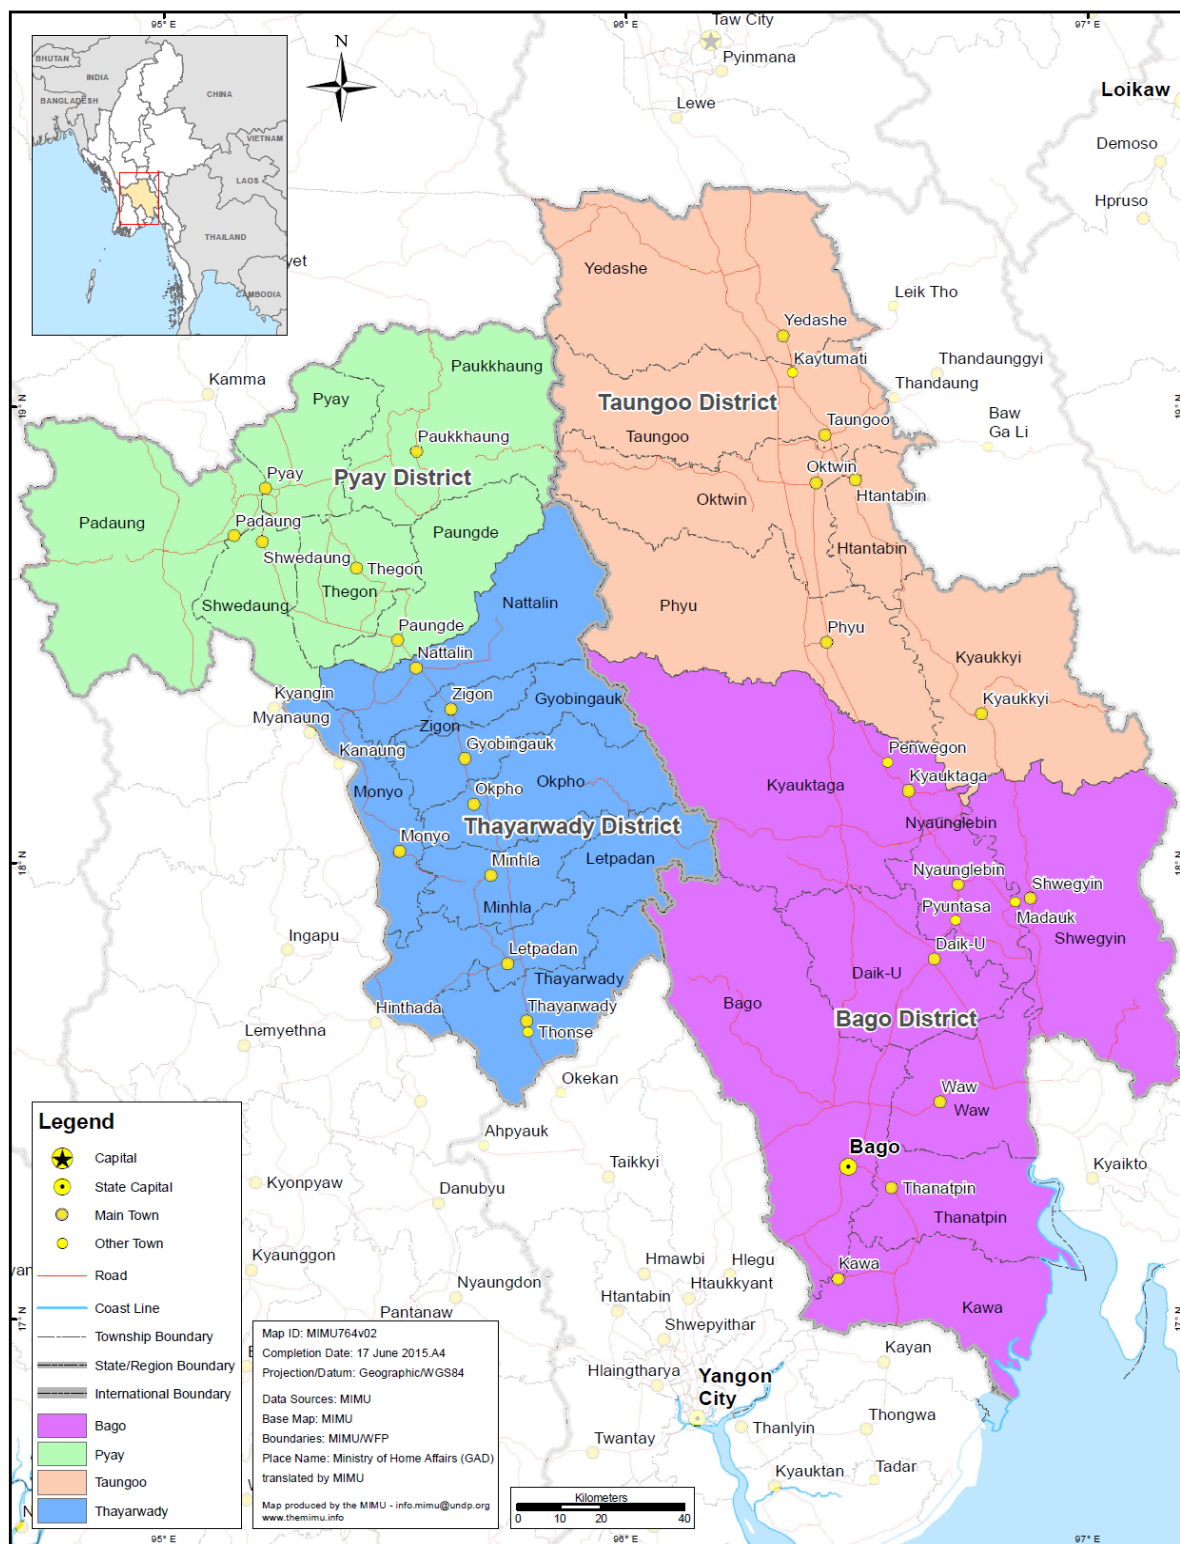 95° E
96° E
97° E
Taw City
Pyinmana
Lewe
Loikaw
Demoso
Hpruso
N
BHUTAN
INDIA
BANGLADESH
CHINA
VIETNAM
LAOS
THAILAND
CAMBODIA
yet
Yedashe
Leik Tho
Yedashe
Kaytumati
Thandaunggyi
Thandaung
Kamma
Paukkhaung
Pyay
19° N
19° N
Taungoo District
Baw
Ga Li
Taungoo
Taungoo
Paukkhaung
Oktwin
Pyay
Pyay District
Htantabin
Oktwin
Padaung
Padaung
Paungde
Htantabin
Shwedaung
Thegon
Thegon
Shwedaung
Nattalin
Phyu
Paungde
Phyu
Nattalin
Kyaukkyi
Kyangin
Zigon
Gyobingauk
Kyaukkyi
Myanaung
Zigon
Kanaung
Gyobingauk
Penwegon
Kyauktaga
Kyauktaga
Okpho
Monyo
Okpho
Nyaunglebin
Thayarwady District
Monyo
Minhla
Letpadan
18° N
18° N
Nyaunglebin
Shwegyin
Minhla
Pyuntasa
Madauk
Ingapu
Letpadan
Daik-U
Shwegyin
Thayarwady
Daik-U
Hinthada
Thayarwady
Bago
Bago District
Lemyethna
Thonse
Okekan
Waw
Waw
Ahpyauk
Bago
Taikkyi
Kyaikto
Kyonpyaw
Danubyu
Thanatpin
Thanatpin
Kyaunggon
Hmawbi
Hlegu
Kawa
Nyaungdon
Htaukkyant
Htantabin
Kawa
Pantanaw
17° N
17° N
Shwepyithar
Kayan
Hlaingtharya
Yangon
City
Thanlyin
Thongwa
Twantay
Kyauktan
Tadar
Legend
Capital
State Capital
Main Town
Other Town
Road
Coast Line
Township Boundary
State/Region Boundary
International Boundary
Bago
Pyay
Taungoo
Thayarwady
Map ID: MIMU764v02
Completion Date: 17 June 2015.A4
Projection/Datum: Geographic/WGS84
Data Sources: MIMU
Base Map: MIMU
Boundaries: MIMU/WFP
Place Name: Ministry of Home Affairs (GAD)
translated by MIMU
Map produced by the MIMU - info.mimu@undp.org
www.themimu.info
Kilometers
0 10 20 40
95° E
96° E
97° E